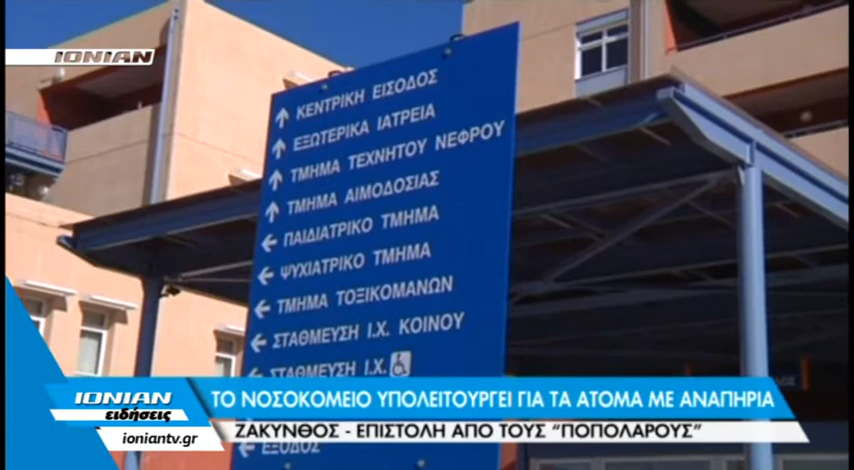 IONIAN
ΚΕΝΤΡΙΚΗ ΕΙΣΟΔΟΣ
ΕΞΩΤΕΡΙΚΑ ΙΑΤΡΕΙΑ
ΤΜΗΜΑ ΤΕΧΝΗΤΟΥ ΝΕΦΡΟΥ
ΤΜΗΜΑ ΑΙΜΟΔΟΣΙΑΣ
ΠΑΙΔΙΑΤΡΙΚΟ ΤΜΗΜΑ
ΨΥΧΙΑΤΡΙΚΟ ΤΜΗΜΑ
ΤΜΗΜΑ ΤΟΞΙΚΟΜΑΝΩΝ
ΣΤΑΘΜΕΥΣΗ Ι.Χ. ΚΟΙΝΟΥ
ΣΤΑΘΜΕΥΣΗ Ι.Χ.
IONIAN
ειδήσεις
ioniantv.gr
ΤΟ ΝΟΣΟΚΟΜΕΙΟ ΥΠΟΛΕΙΤΟΥΡΓΕΙ ΓΙΑ ΤΑ ΑΤΟΜΑ ΜΕ ΑΝΑΠΗΡΙΑ
ΖΑΚΥΝΘΟΣ - ΕΠΙΣΤΟΛΗ ΑΠΟ ΤΟΥΣ "ΠΟΠΟΛΑΡΟΥΣ"
ΕΞΟΔΟΣ